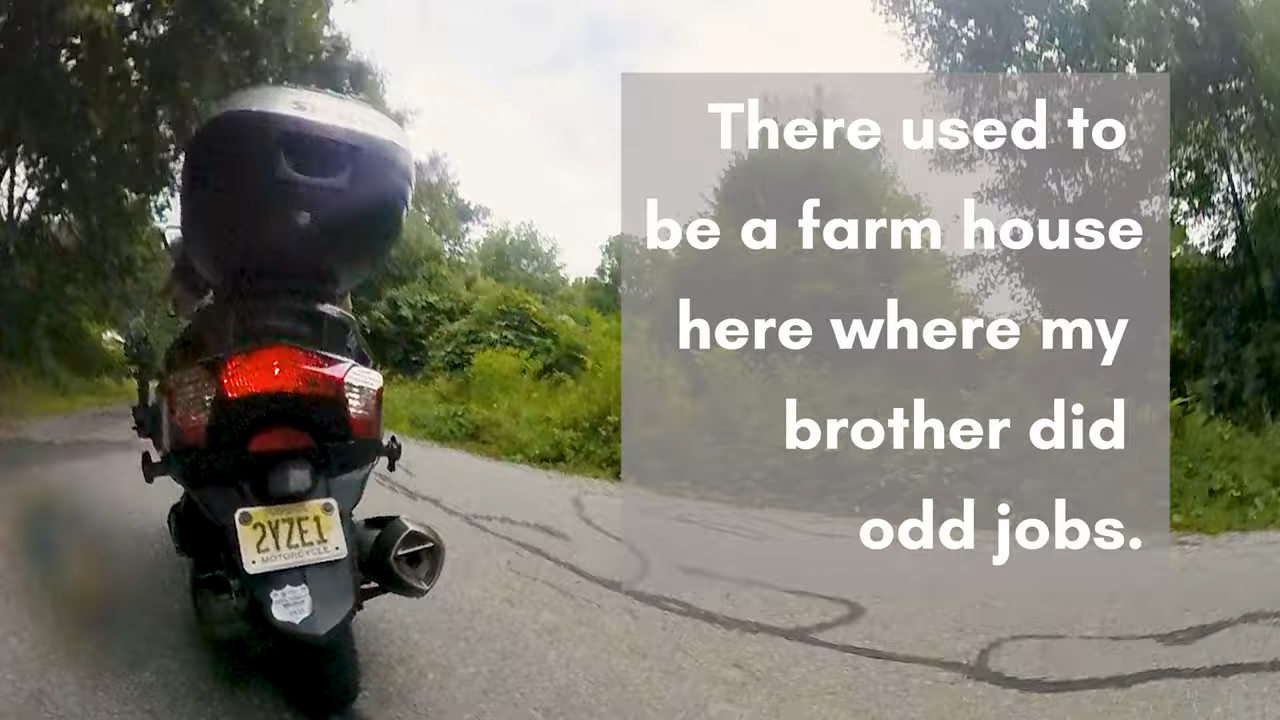 There used to
be a farm house
here where my
brother did
odd jobs.
2YZE1
MOTORCYCLE